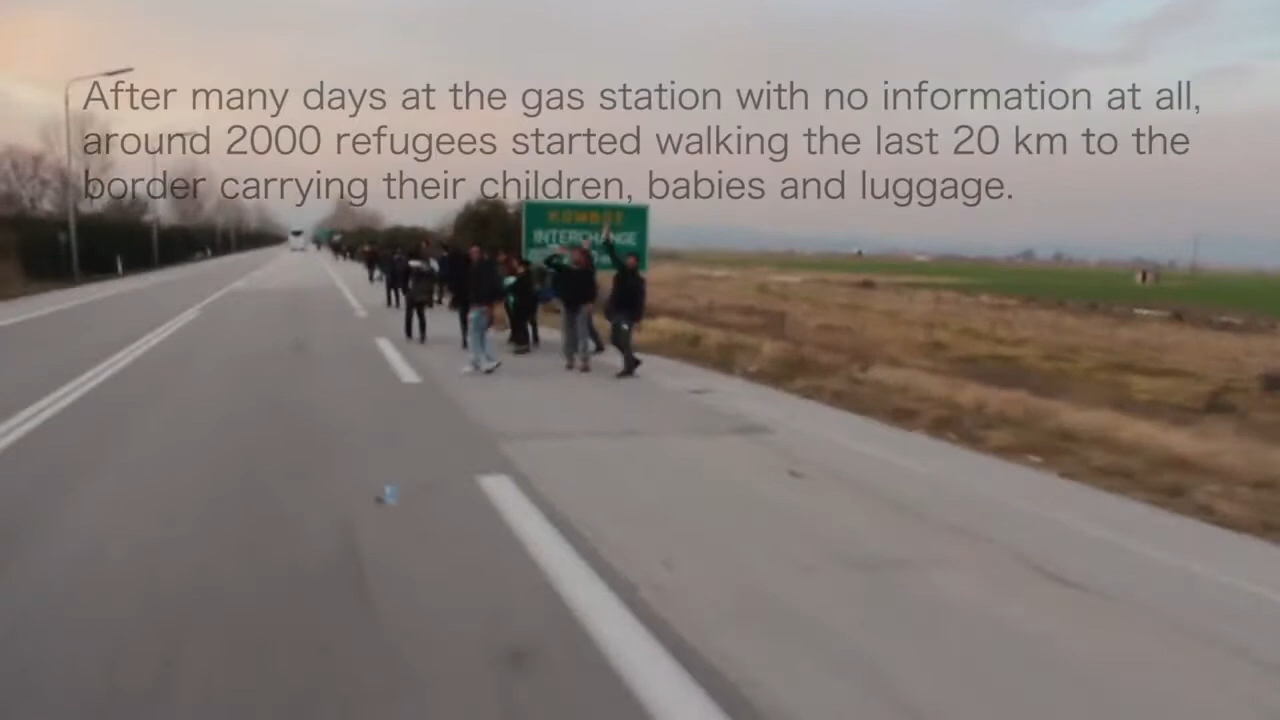 After many days at the gas station with no information at all,
around 2000 refugees started walking the last 20 km to the
border carrying their children, babies and luggage.
ΚΟΜΒΟΣ
INTERCHANGE